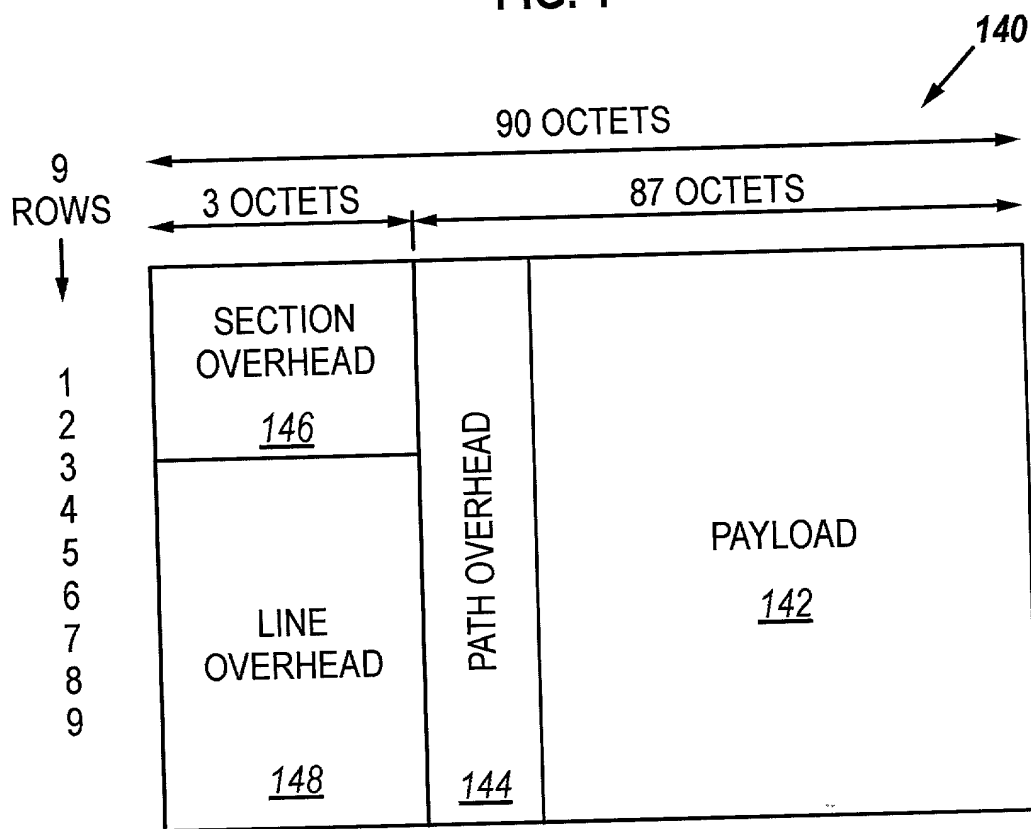 140
90 OCTETS
9
ROWS
3 OCTETS
87 OCTETS
SECTION
OVERHEAD
146
1
2
3
4
5
6
7
8
9
LINE
OVERHEAD
148
PATH OVERHEAD
144
PAYLOAD
142